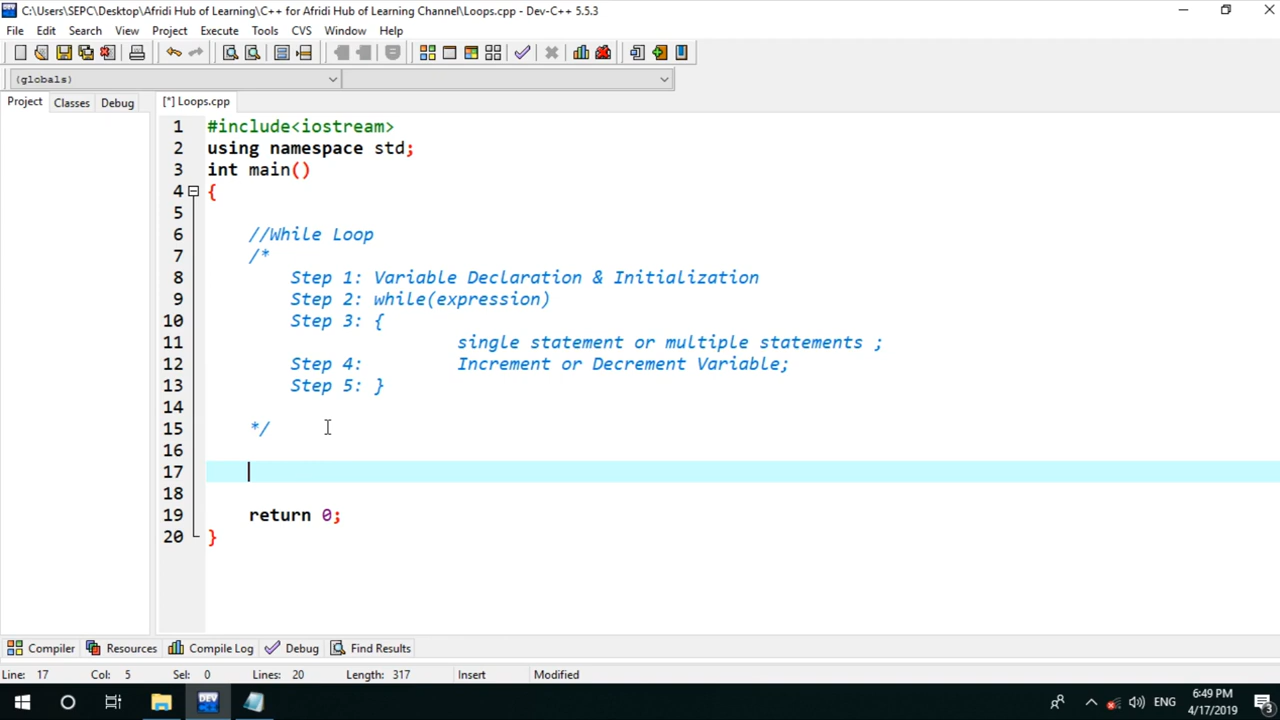 C:\Users\SEPC\Desktop\Afridi Hub of Learning\C++ for Afridi Hub of Learning Channel\Loops.cpp - Dev-C++ 5.5.3
File Edit Search View Project Execute Tools CVS Window Help
(globals)
Project Classes Debug [*] Loops.cpp
1 #include<iostream>
2 using namespace std;
3 int main()
4 {
5
6 //While Loop
7 /*
8 Step 1: Variable Declaration & Initialization
9 Step 2: while(expression)
10 Step 3: {
11 single statement or multiple statements ;
12 Step 4: Increment or Decrement Variable;
13 Step 5: }
14
15 */
16
17
18
19 return 0;
20 }
Compiler Resources Compile Log Debug Find Results
Line: 17 Col: 5 Sel: 0 Lines: 20 Length: 317 Insert Modified
DEV
ENG
6:49 PM
4/17/2019
3